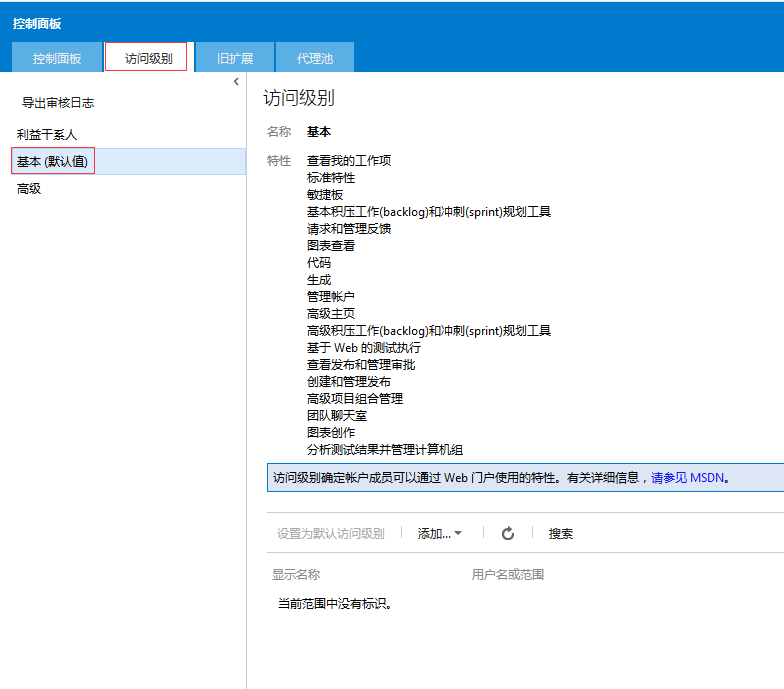 控制面板
控制面板 访问级别 旧扩展 代理池
导出审核日志
利益干系人
基本 (默认值)
高级
访问级别
名称 基本
特性 查看我的工作项
标准特性
敏捷板
基本积压工作(backlog)和冲刺(sprint)规划工具
请求和管理反馈
图表查看
代码
生成
管理帐户
高级主页
高级积压工作(backlog)和冲刺(sprint)规划工具
基于 Web 的测试执行
查看发布和管理审批
创建和管理发布
高级项目组合管理
团队聊天室
图表创作
分析测试结果并管理计算机组
访问级别确定帐户成员可以通过 Web 门户使用的特性。有关详细信息，请参见 MSDN。
设置为默认访问级别 添加... 搜索
显示名称 用户名或范围
当前范围中没有标识。